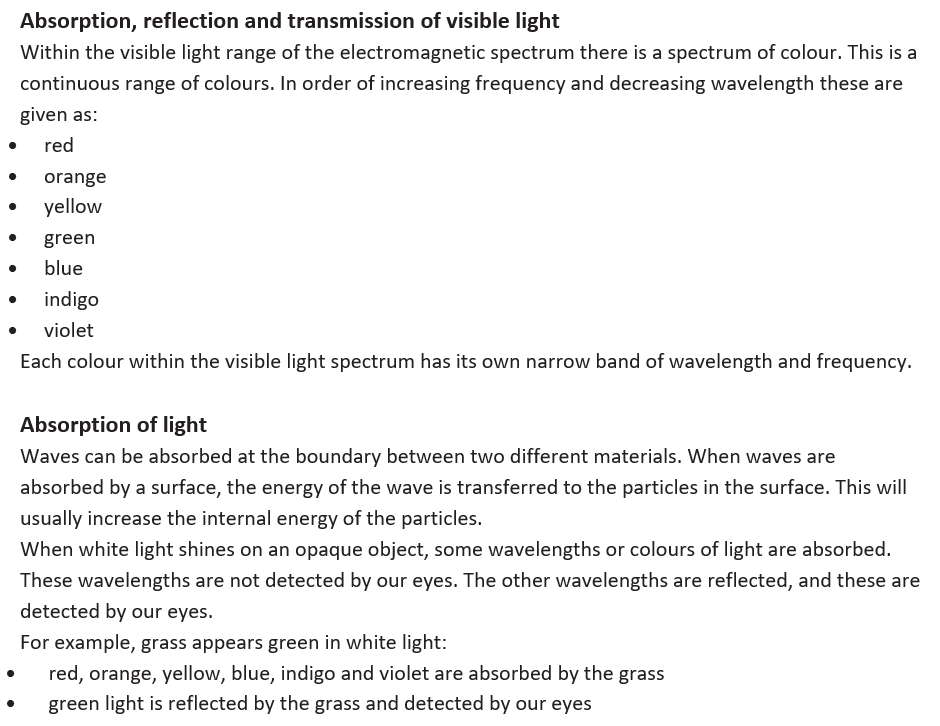 Absorption, reflection and transmission of visible light
Within the visible light range of the electromagnetic spectrum there is a spectrum of colour. This is a
continuous range of colours. In order of increasing frequency and decreasing wavelength these are
given as:
• red
• orange
• yellow
• green
• blue
• indigo
• violet
Each colour within the visible light spectrum has its own narrow band of wavelength and frequency.
Absorption of light
Waves can be absorbed at the boundary between two different materials. When waves are
absorbed by a surface, the energy of the wave is transferred to the particles in the surface. This will
usually increase the internal energy of the particles.
When white light shines on an opaque object, some wavelengths or colours of light are absorbed.
These wavelengths are not detected by our eyes. The other wavelengths are reflected, and these are
detected by our eyes.
For example, grass appears green in white light:
• red, orange, yellow, blue, indigo and violet are absorbed by the grass
• green light is reflected by the grass and detected by our eyes